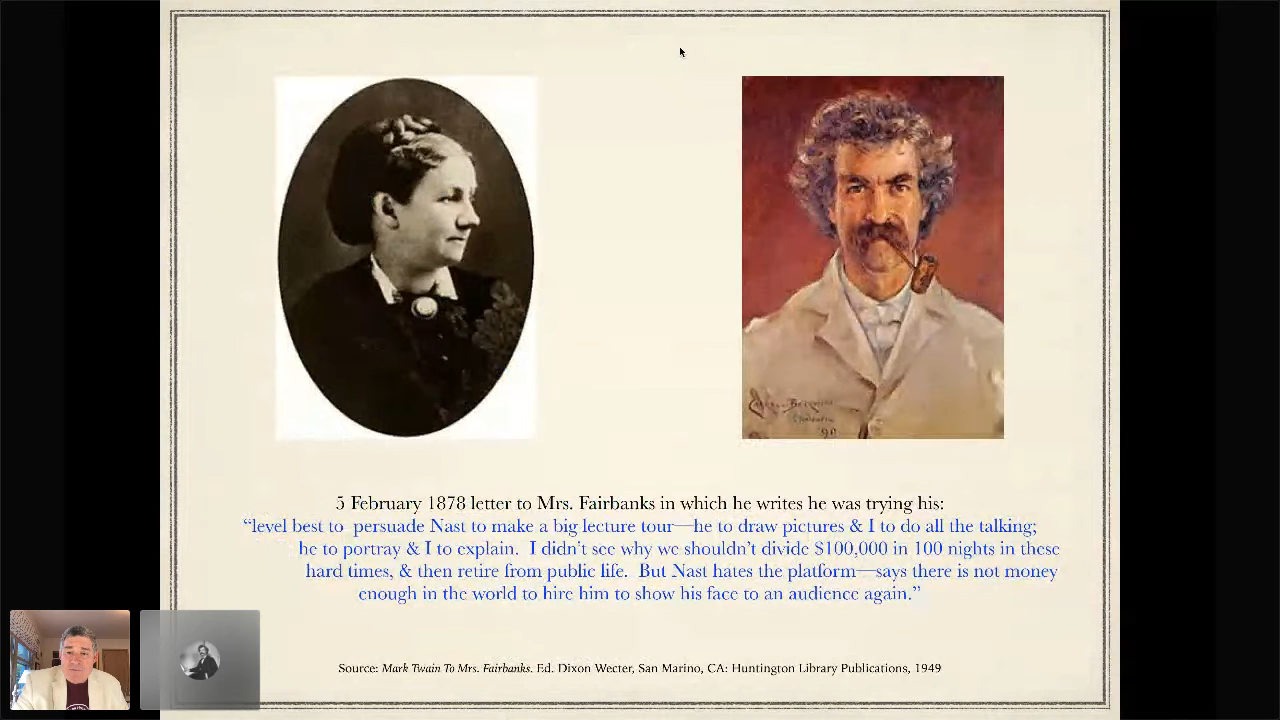 5 February 1878 letter to Mrs. Fairbanks in which he writes he was trying his:
“level best to  persuade Nast to make a big lecture tour—he to draw pictures & I to do all the talking;
he to portray & I to explain.  I didn’t see why we shouldn’t divide $100,000 in 100 nights in these
hard times, & then retire from public life.  But Nast hates the platform—says there is not money
enough in the world to hire him to show his face to an audience again.”
Source: Mark Twain To Mrs. Fairbanks. Ed. Dixon Wecter, San Marino, CA: Huntington Library Publications, 1949